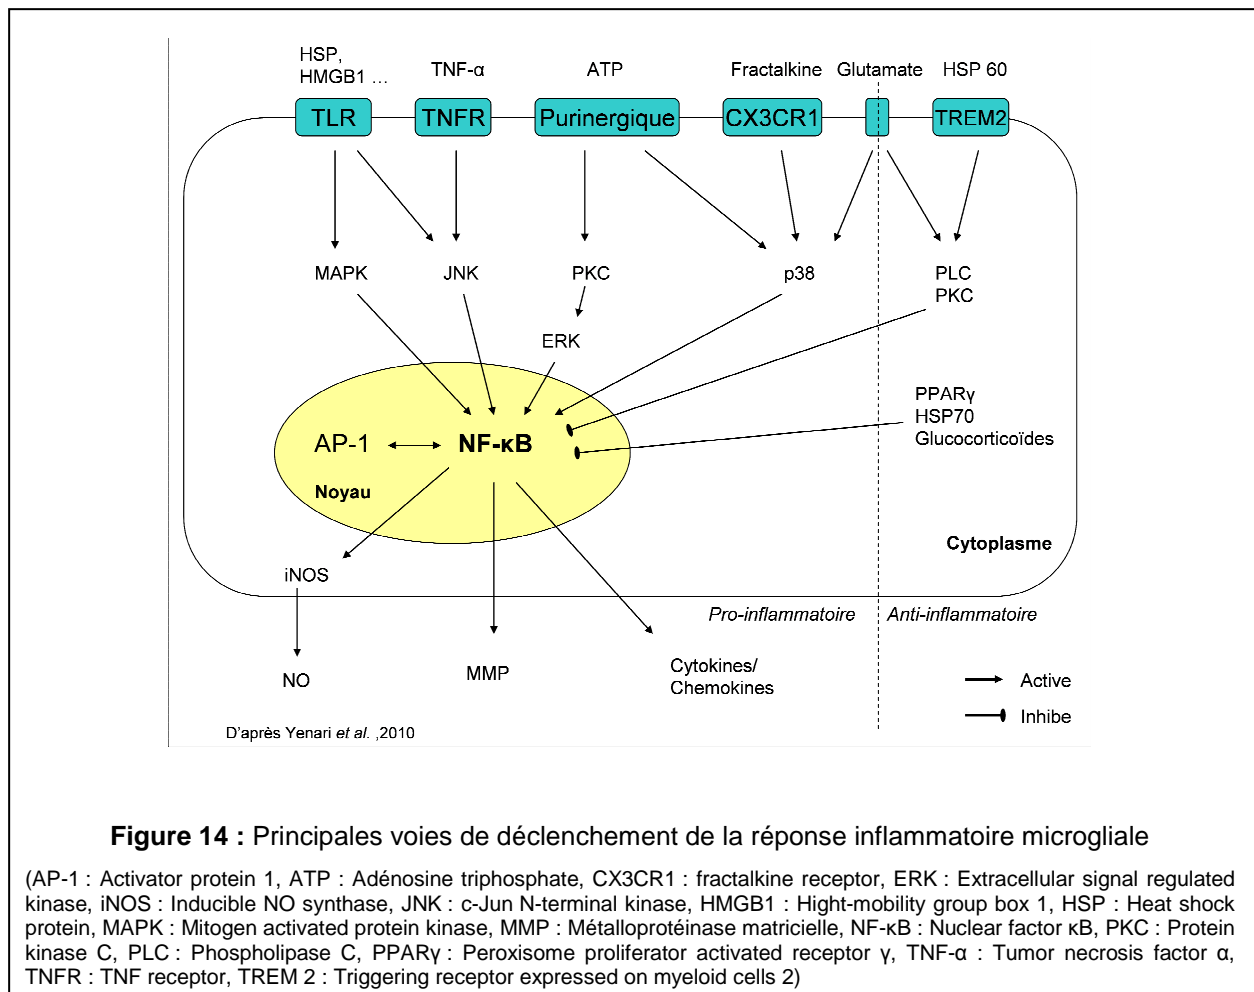 HSP,
HMGB1 …
TNF-α
ATP
Fractalkine
Glutamate
HSP 60
TLR
TNFR
Purinergique
CX3CR1
TREM2
MAPK
JNK
PKC
p38
PLC
PKC
ERK
PPARγ
HSP70
Glucocorticoïdes
AP-1
NF-κB
Noyau
Cytoplasme
iNOS
Pro-inflammatoire
Anti-inflammatoire
NO
MMP
Cytokines/
Chemokines
Active
Inhibe
D'après Yenari et al. ,2010
Figure 14 : Principales voies de déclenchement de la réponse inflammatoire microgliale
(AP-1 : Activator protein 1, ATP : Adénosine triphosphate, CX3CR1 : fractalkine receptor, ERK : Extracellular signal regulated
kinase, iNOS : Inducible NO synthase, JNK : c-Jun N-terminal kinase, HMGB1 : Hight-mobility group box 1, HSP : Heat shock
protein, MAPK : Mitogen activated protein kinase, MMP : Métalloprotéinase matricielle, NF-κB : Nuclear factor κB, PKC : Protein
kinase C, PLC : Phospholipase C, PPARγ : Peroxisome proliferator activated receptor γ, TNF-α : Tumor necrosis factor α,
TNFR : TNF receptor, TREM 2 : Triggering receptor expressed on myeloid cells 2)